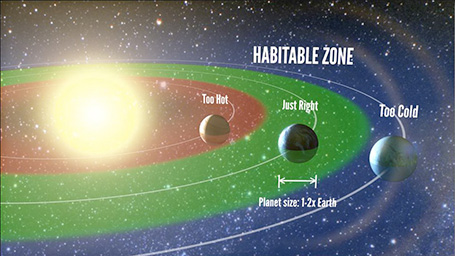 HABITABLE ZONE
Too Hot
Just Right
Too Cold
Planet size: 1-2x Earth